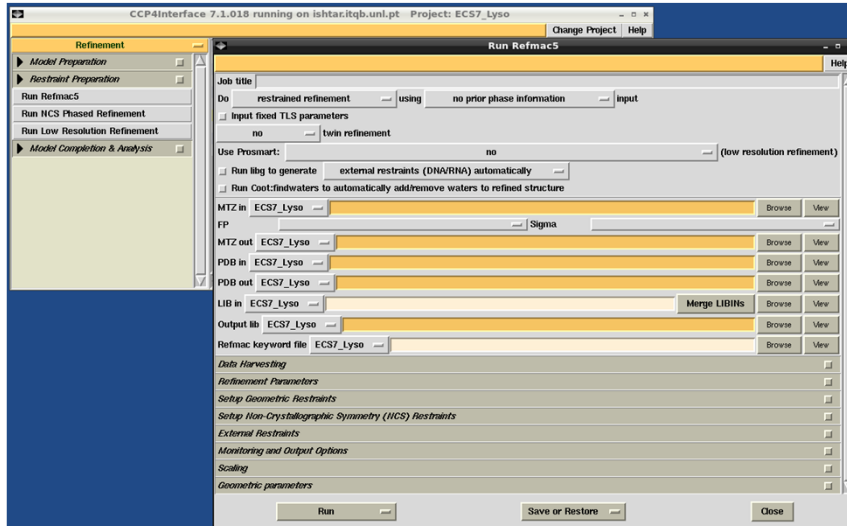 CCP4Interface 7.1.018 running on ishtar.itqb.unl.pt Project: ECS7_Lyso
Change Project Help
Refinement
Model Preparation
Restraint Preparation
Run Refmac5
Run NCS Phased Refinement
Run Low Resolution Refinement
Model Completion & Analysis
Run Refmac5
Help
Job title
Do restrained refinement using no prior phase information input
Input fixed TLS parameters
no twin refinement
Use Prosmart: no (low resolution refinement)
Run libg to generate external restraints (DNA/RNA) automatically
Run Coot:findwaters to automatically add/remove waters to refined structure
MTZ in ECS7_Lyso Browse View
FP Sigma
MTZ out ECS7_Lyso Browse View
PDB in ECS7_Lyso Browse View
PDB out ECS7_Lyso Browse View
LIB in ECS7_Lyso Merge LIBINs Browse View
Output lib ECS7_Lyso Browse View
Refmac keyword file ECS7_Lyso Browse View
Data Harvesting
Refinement Parameters
Setup Geometric Restraints
Setup Non-Crystallographic Symmetry (NCS) Restraints
External Restraints
Monitoring and Output Options
Scaling
Geometric parameters
Run Save or Restore Close